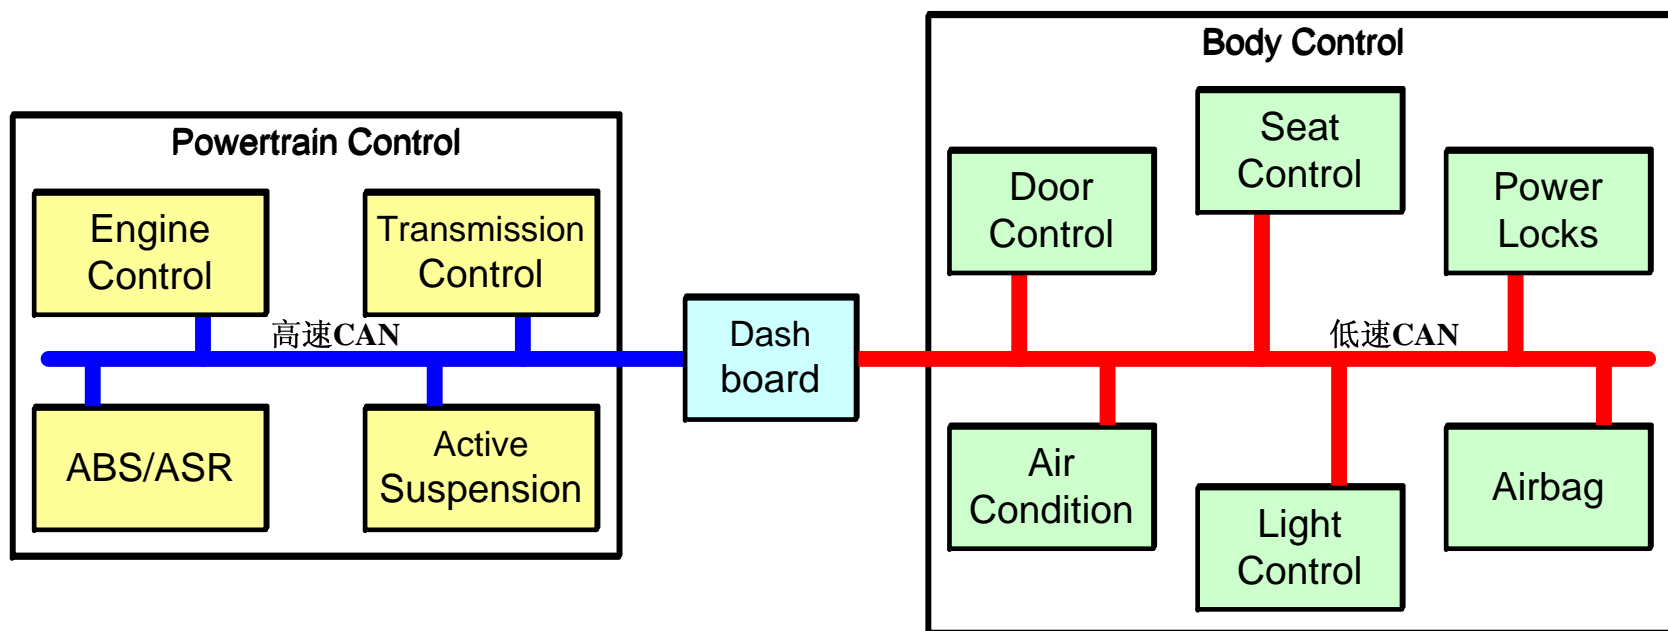 Powertrain Control
Engine
Control
Transmission
Control
高速CAN
ABS/ASR
Active
Suspension
Dash
board
Body Control
Door
Control
Seat
Control
Power
Locks
低速CAN
Air
Condition
Light
Control
Airbag